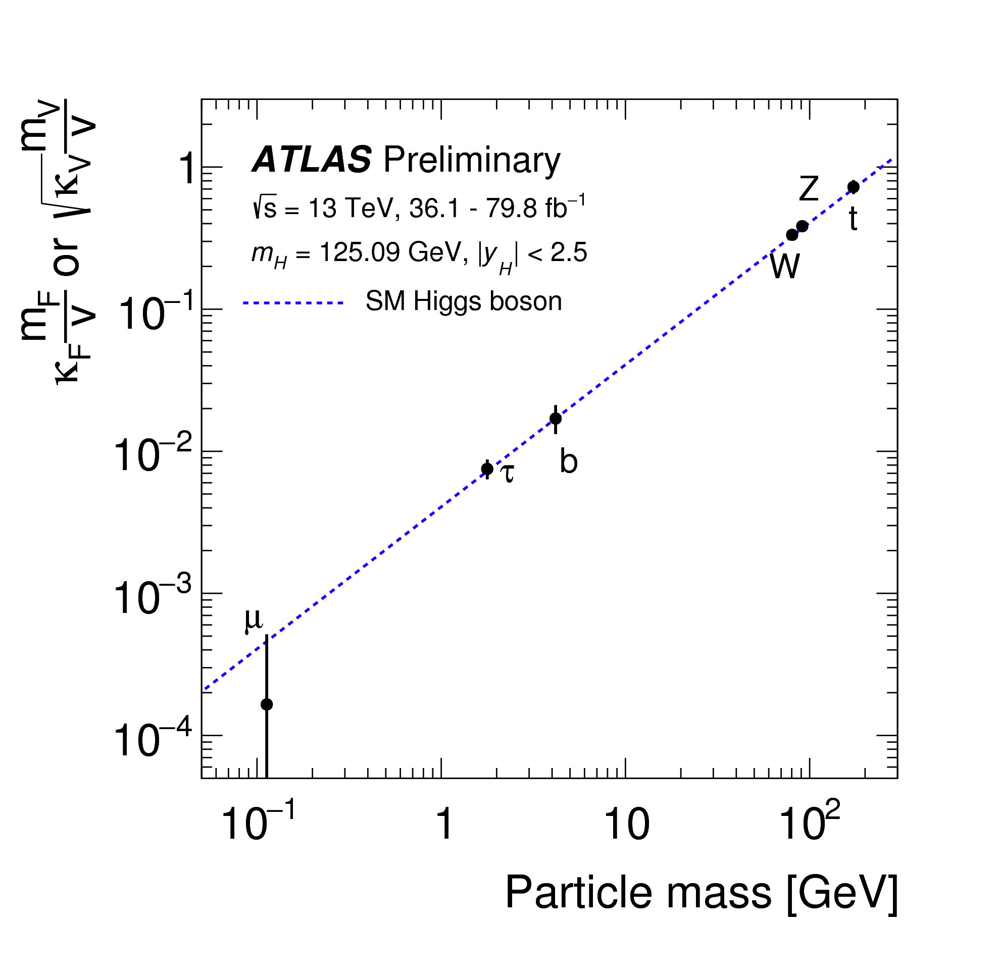 κ_F m_F/v or √κ_V m_V/v
ATLAS Preliminary
√s = 13 TeV, 36.1 - 79.8 fb⁻¹
m_H = 125.09 GeV, |y_H| < 2.5
SM Higgs boson
1
10⁻¹
10⁻²
10⁻³
10⁻⁴
Z
t
W
b
τ
μ
10⁻¹ 1 10 10²
Particle mass [GeV]